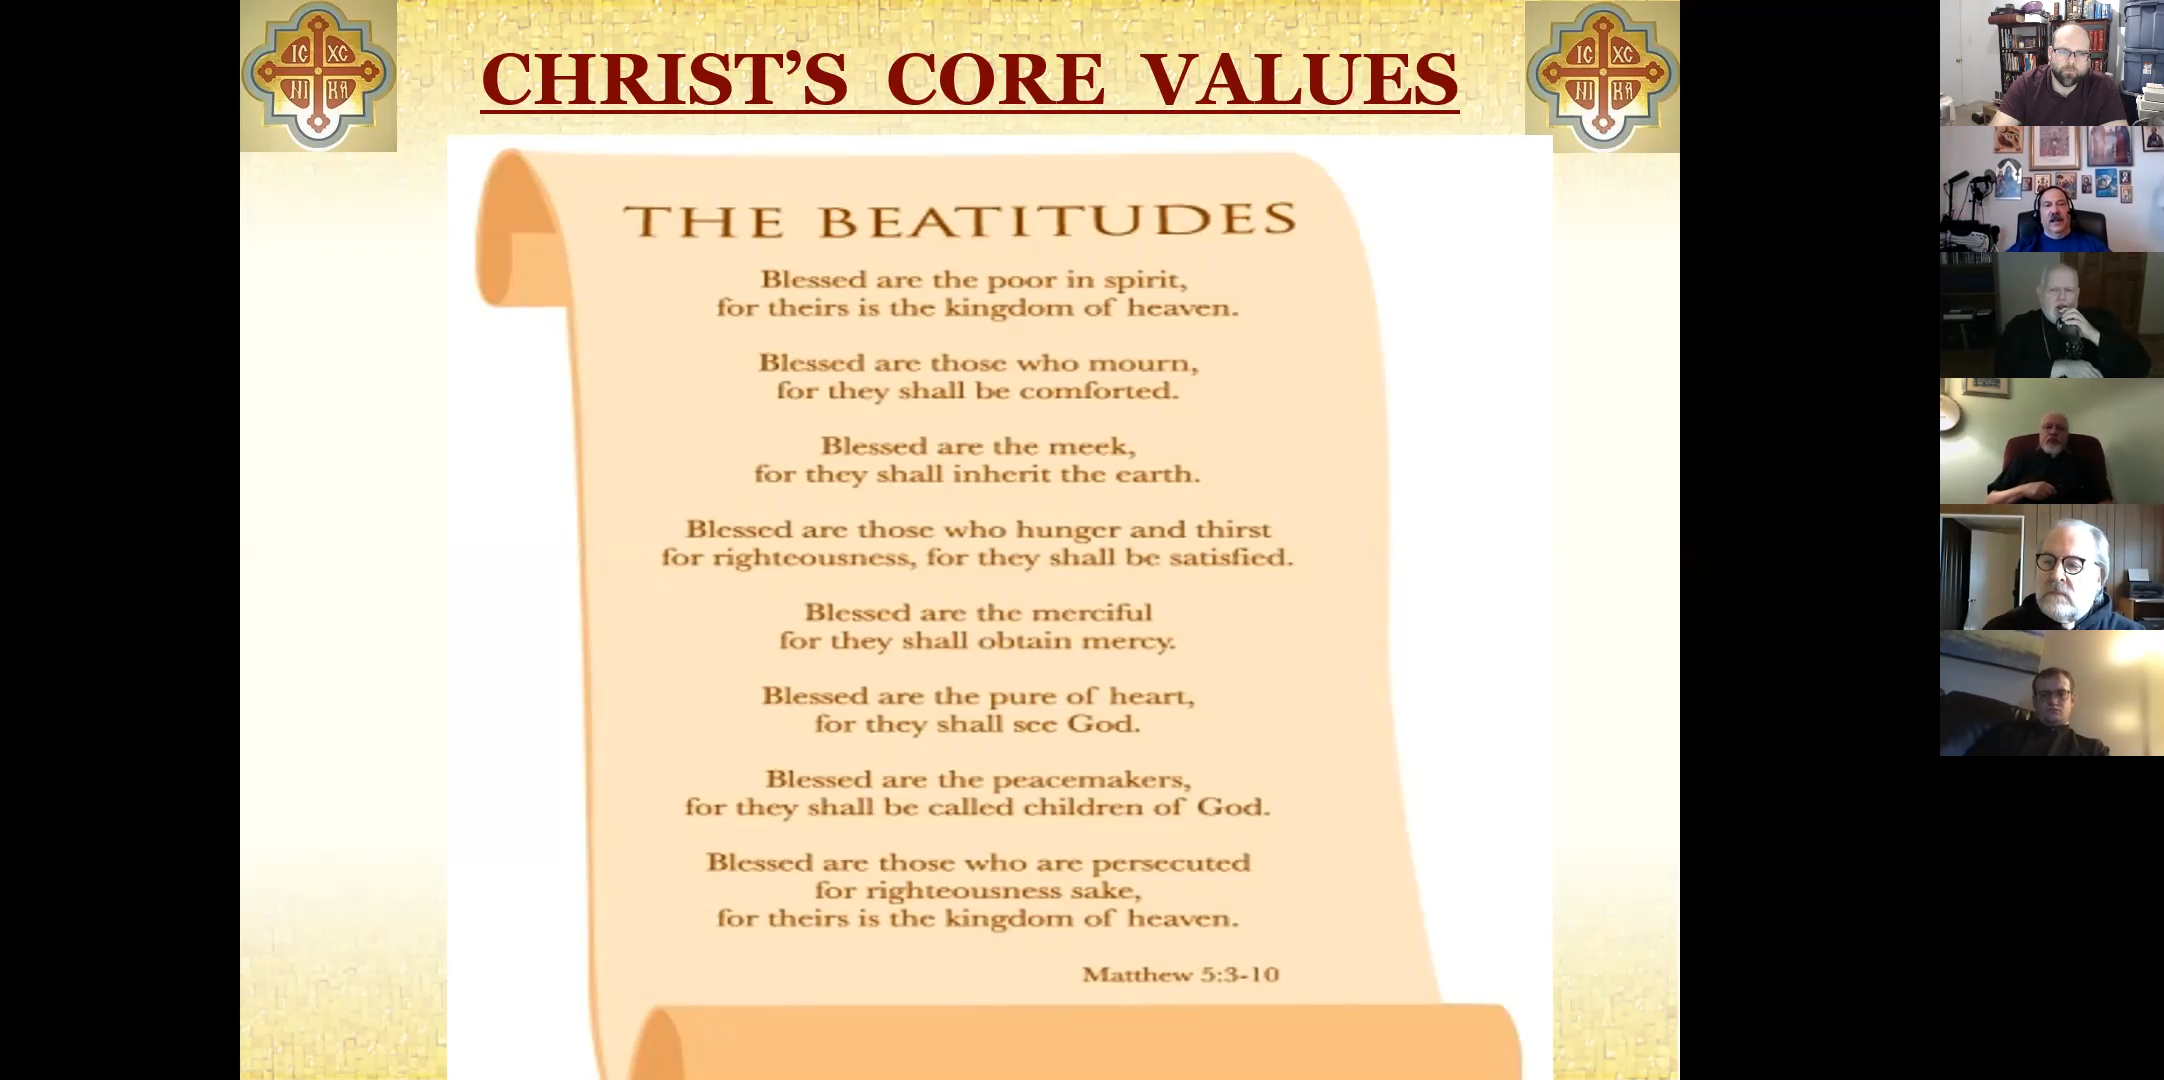 IC XC
NI KA
CHRIST’S CORE VALUES
IC XC
NI KA
THE BEATITUDES
Blessed are the poor in spirit,
for theirs is the kingdom of heaven.
Blessed are those who mourn,
for they shall be comforted.
Blessed are the meek,
for they shall inherit the earth.
Blessed are those who hunger and thirst
for righteousness, for they shall be satisfied.
Blessed are the merciful
for they shall obtain mercy.
Blessed are the pure of heart,
for they shall see God.
Blessed are the peacemakers,
for they shall be called children of God.
Blessed are those who are persecuted
for righteousness sake,
for theirs is the kingdom of heaven.
Matthew 5:3-10